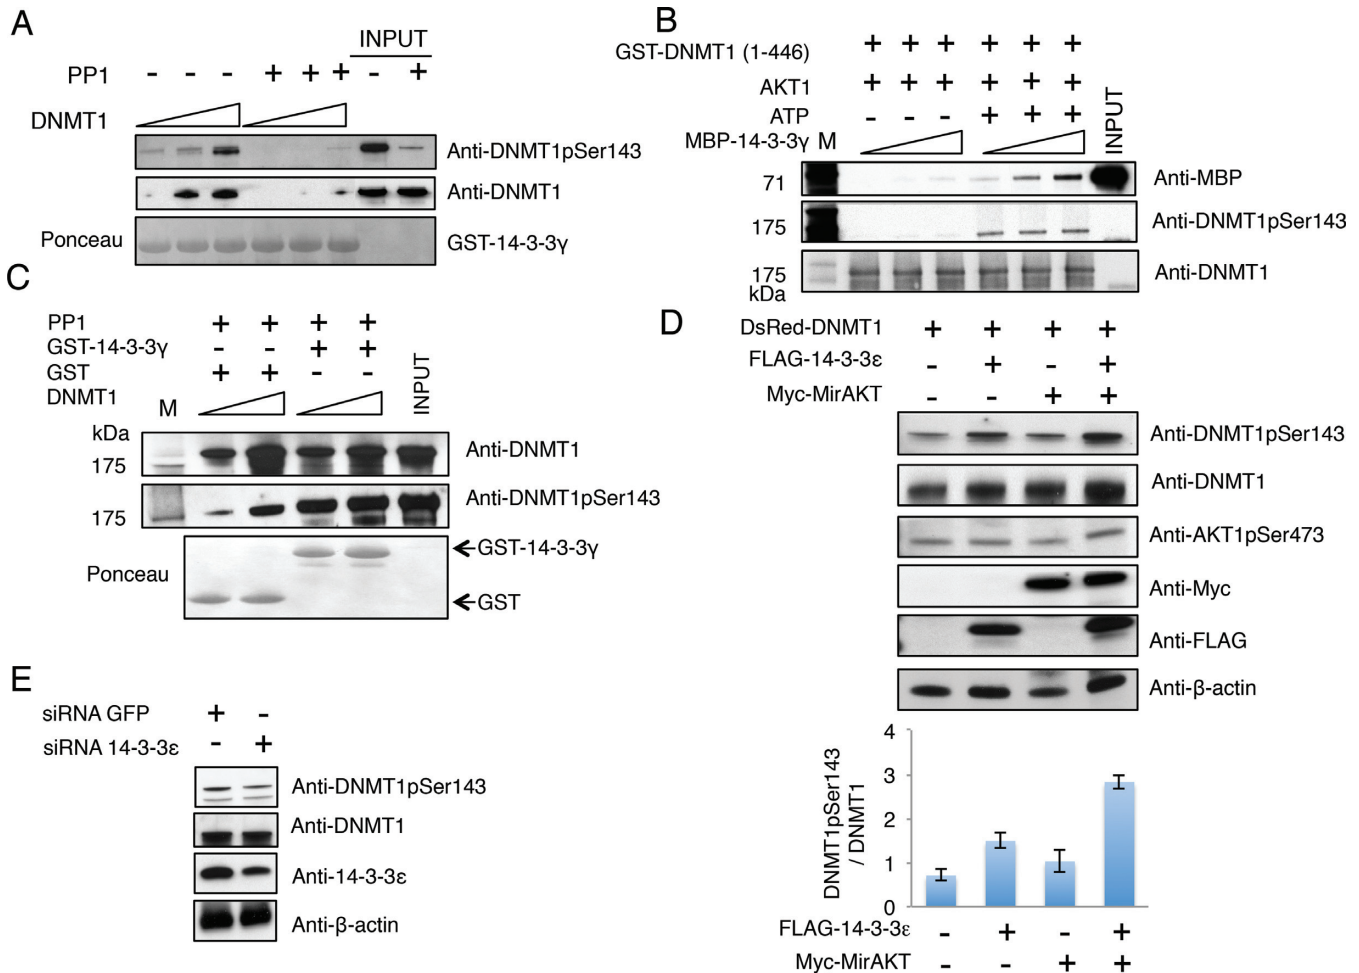 A
INPUT
PP1 - - - + + + - +
DNMT1
Anti-DNMT1pSer143
Anti-DNMT1
Ponceau GST-14-3-3γ
B
GST-DNMT1 (1-446) + + + + + +
AKT1 + + + + + +
ATP - - - + + +
MBP-14-3-3γ M INPUT
71 Anti-MBP
175 Anti-DNMT1pSer143
175 Anti-DNMT1
kDa
C
PP1 + + + +
GST-14-3-3γ - - + +
GST + + - -
DNMT1 M INPUT
kDa
175 Anti-DNMT1
175 Anti-DNMT1pSer143
Ponceau GST-14-3-3γ
GST
D
DsRed-DNMT1 + + + +
FLAG-14-3-3ε - + - +
Myc-MirAKT - - + +
Anti-DNMT1pSer143
Anti-DNMT1
Anti-AKT1pSer473
Anti-Myc
Anti-FLAG
Anti-β-actin
DNMT1pSer143
/ DNMT1
4
3
2
1
0
FLAG-14-3-3ε - + - +
Myc-MirAKT - - + +
E
siRNA GFP + -
siRNA 14-3-3ε - +
Anti-DNMT1pSer143
Anti-DNMT1
Anti-14-3-3ε
Anti-β-actin